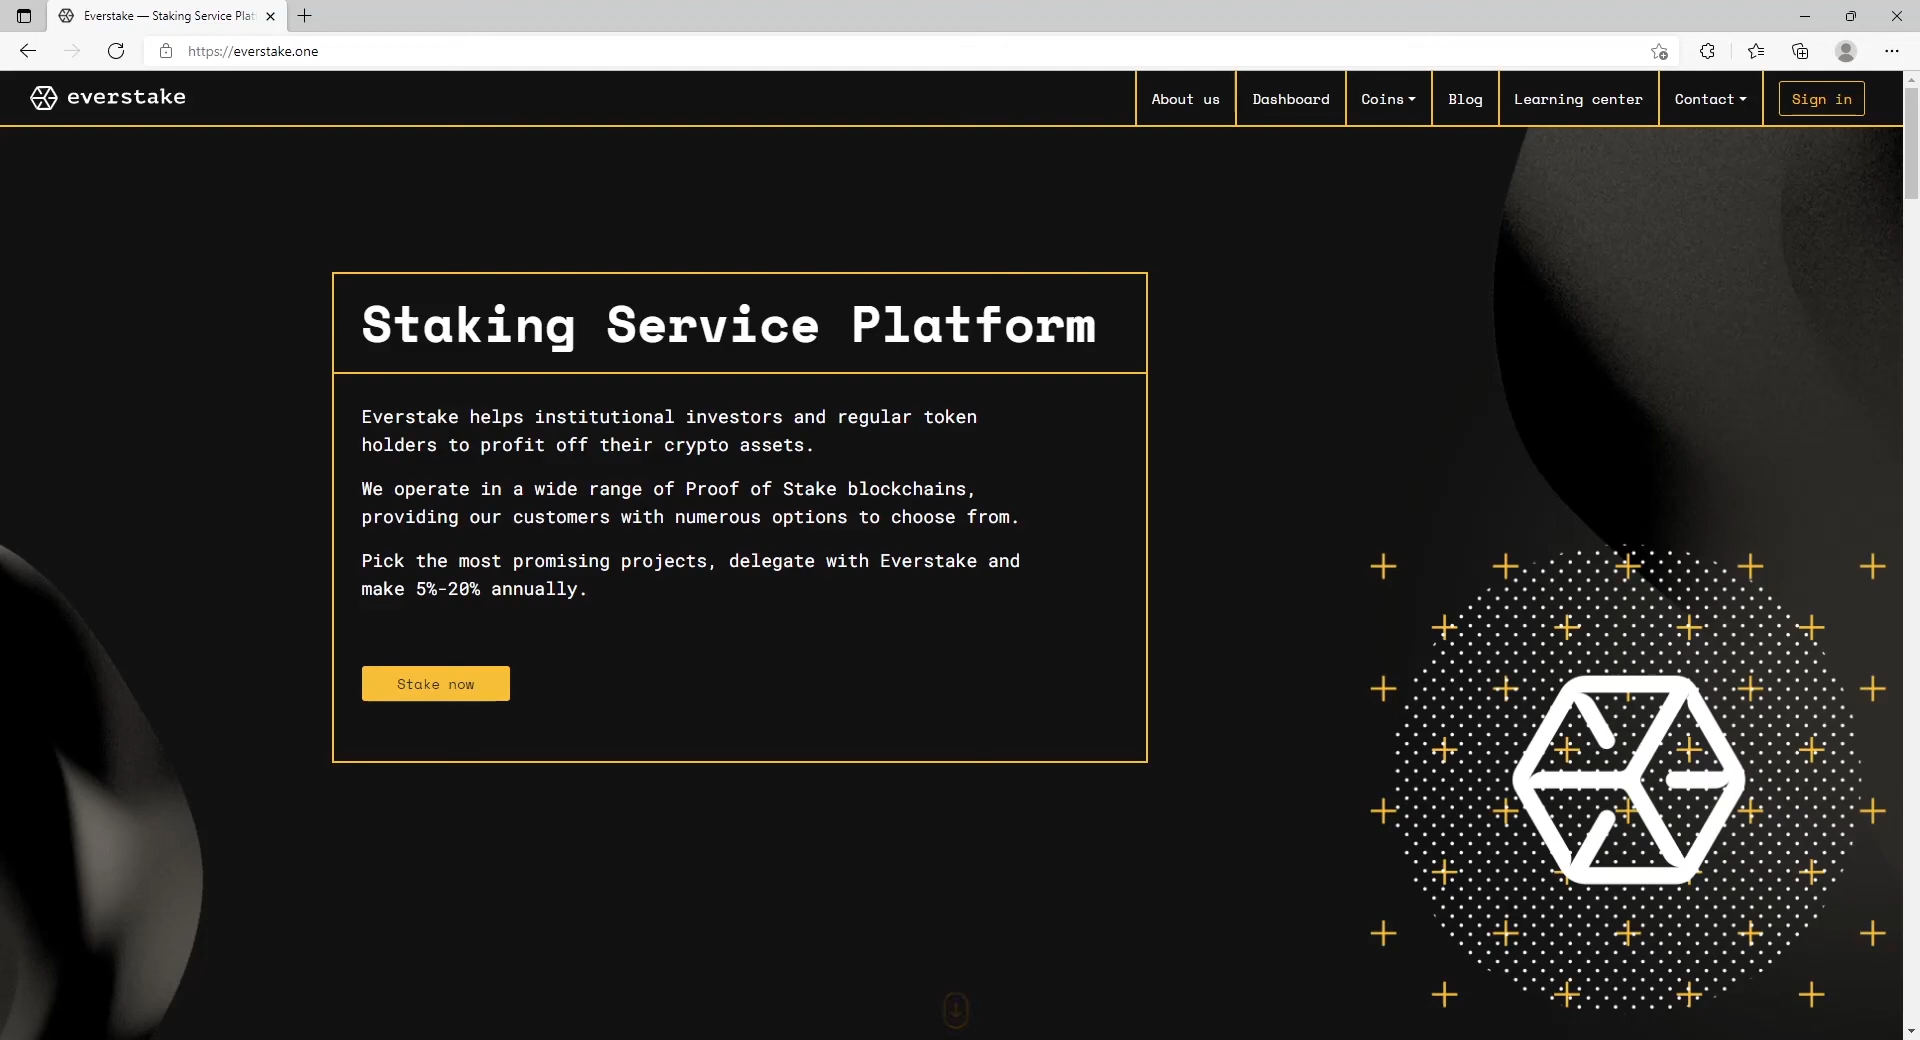 Everstake — Staking Service Plat
https://everstake.one
everstake
About us
Dashboard
Coins
Blog
Learning center
Contact
Sign in
Staking Service Platform
Everstake helps institutional investors and regular token
holders to profit off their crypto assets.
We operate in a wide range of Proof of Stake blockchains,
providing our customers with numerous options to choose from.
Pick the most promising projects, delegate with Everstake and
make 5%-20% annually.
Stake now